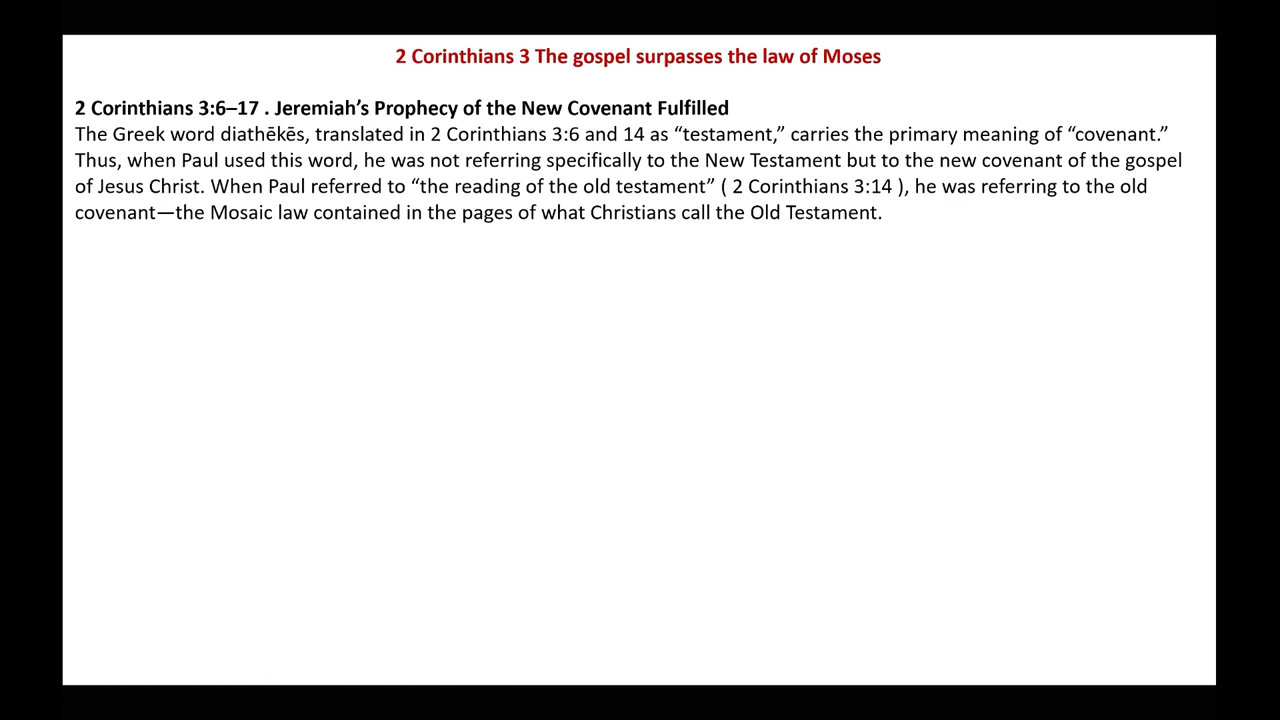 2 Corinthians 3 The gospel surpasses the law of Moses
2 Corinthians 3:6–17 . Jeremiah’s Prophecy of the New Covenant Fulfilled
The Greek word diathēkēs, translated in 2 Corinthians 3:6 and 14 as “testament,” carries the primary meaning of “covenant.”
Thus, when Paul used this word, he was not referring specifically to the New Testament but to the new covenant of the gospel
of Jesus Christ. When Paul referred to “the reading of the old testament” ( 2 Corinthians 3:14 ), he was referring to the old
covenant—the Mosaic law contained in the pages of what Christians call the Old Testament.